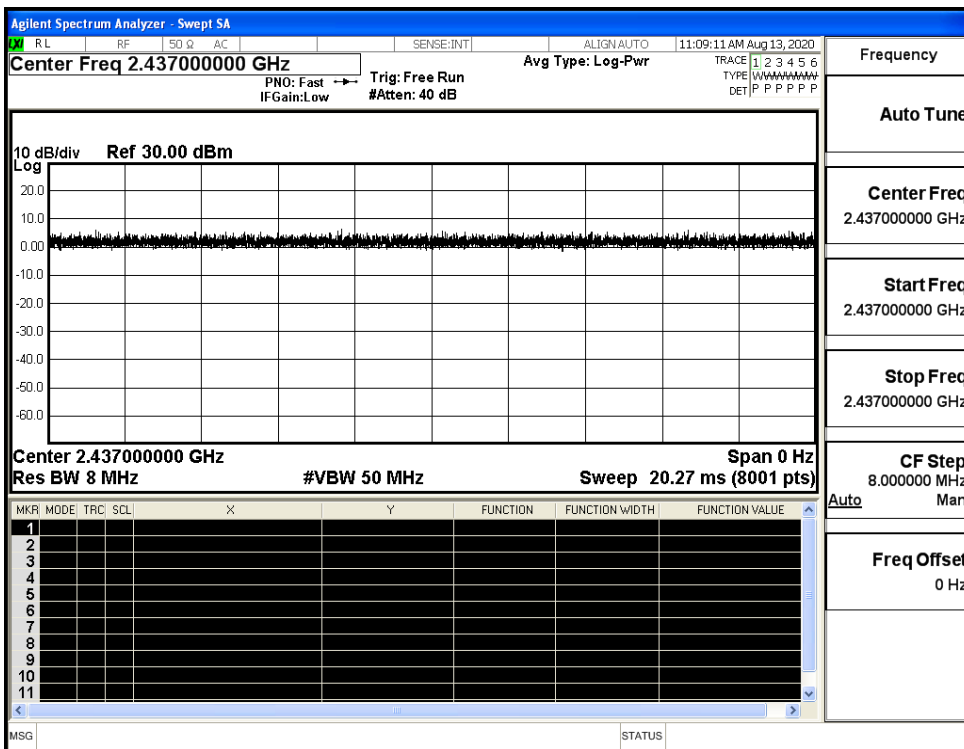 Agilent Spectrum Analyzer - Swept SA
LXI RL RF 50 Ω AC SENSE:INT ALIGN AUTO 11:09:11 AM Aug 13, 2020
Center Freq 2.437000000 GHz
PNO: Fast
IFGain:Low
Trig: Free Run
#Atten: 40 dB
Avg Type: Log-Pwr
TRACE 1 2 3 4 5 6
TYPE WWWWWW
DET P P P P P P
10 dB/div Ref 30.00 dBm
Log
20.0
10.0
0.00
-10.0
-20.0
-30.0
-40.0
-50.0
-60.0
Center 2.437000000 GHz Span 0 Hz
Res BW 8 MHz #VBW 50 MHz Sweep 20.27 ms (8001 pts)
MKR MODE TRC SCL X Y FUNCTION FUNCTION WIDTH FUNCTION VALUE
1
2
3
4
5
6
7
8
9
10
11
MSG STATUS
Frequency
Auto Tune
Center Freq
2.437000000 GHz
Start Freq
2.437000000 GHz
Stop Freq
2.437000000 GHz
CF Step
8.000000 MHz
Auto Man
Freq Offset
0 Hz